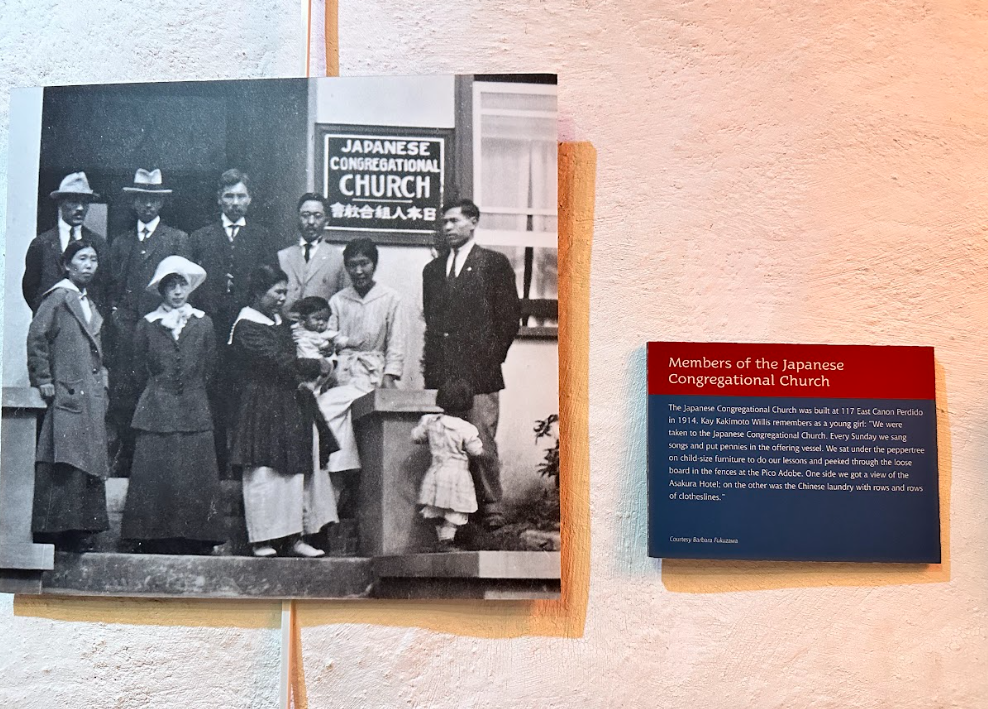 JAPANESE
CONGREGATIONAL
CHURCH
日本人組合敎會
Members of the Japanese
Congregational Church
The Japanese Congregational Church was built at 117 East Canon Perdido
in 1914. Kay Kakimoto Willis remembers as a young girl: "We were
taken to the Japanese Congregational Church. Every Sunday we sang
songs and put pennies in the offering vessel. We sat under the peppertree
on child-size furniture to do our lessons and peeked through the loose
board in the fences at the Pico Adobe. One side we got a view of the
Asakura Hotel; on the other was the Chinese laundry with rows and rows
of clotheslines."
Courtesy Barbara Fukuzawa